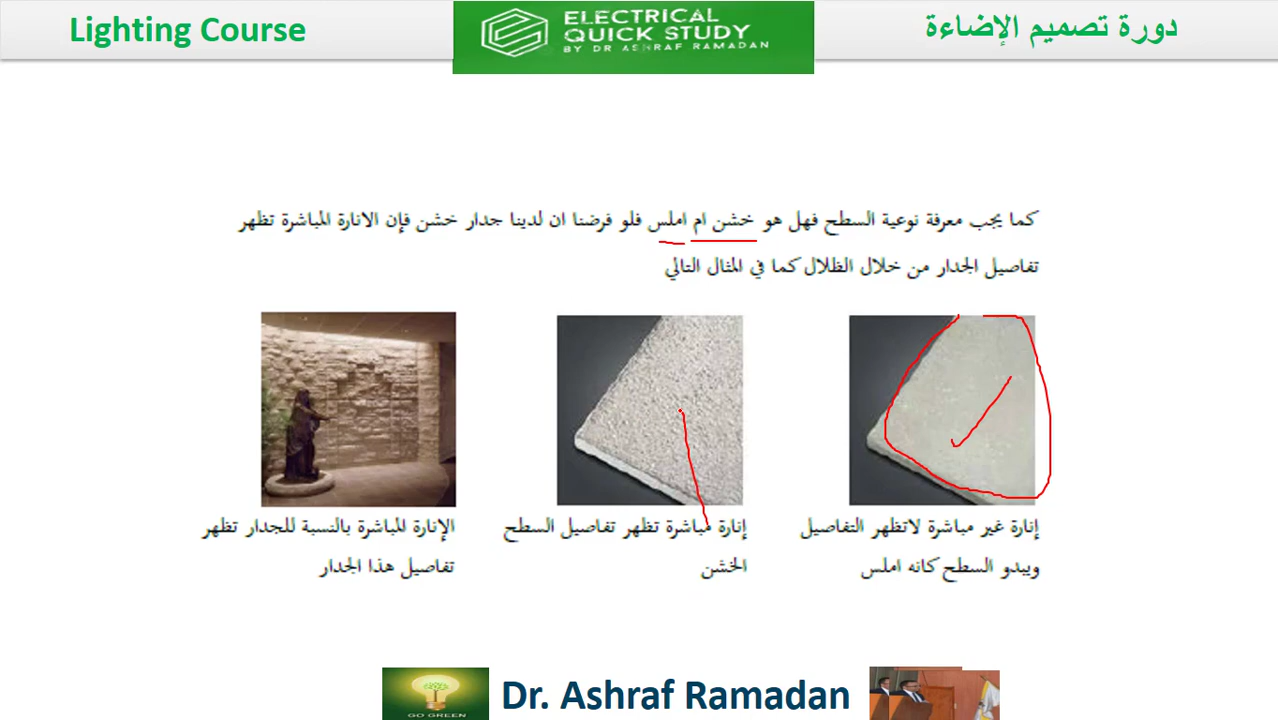 Lighting Course
ELECTRICAL
QUICK STUDY
BY DR ASHRAF RAMADAN
دورة تصميم الإضاءة
كما يجب معرفة نوعية السطح فهل هو خشن ام املس فلو فرضنا ان لدينا جدار خشن فإن الانارة المباشرة تظهر
تفاصيل الجدار من خلال الظلال كما في المثال التالي
إنارة غير مباشرة لاتظهر التفاصيل
ويبدو السطح كانه املس
إنارة مباشرة تظهر تفاصيل السطح
الخشن
الإنارة المباشرة بالنسبة للجدار تظهر
تفاصيل هذا الجدار
GO GREEN
Dr. Ashraf Ramadan